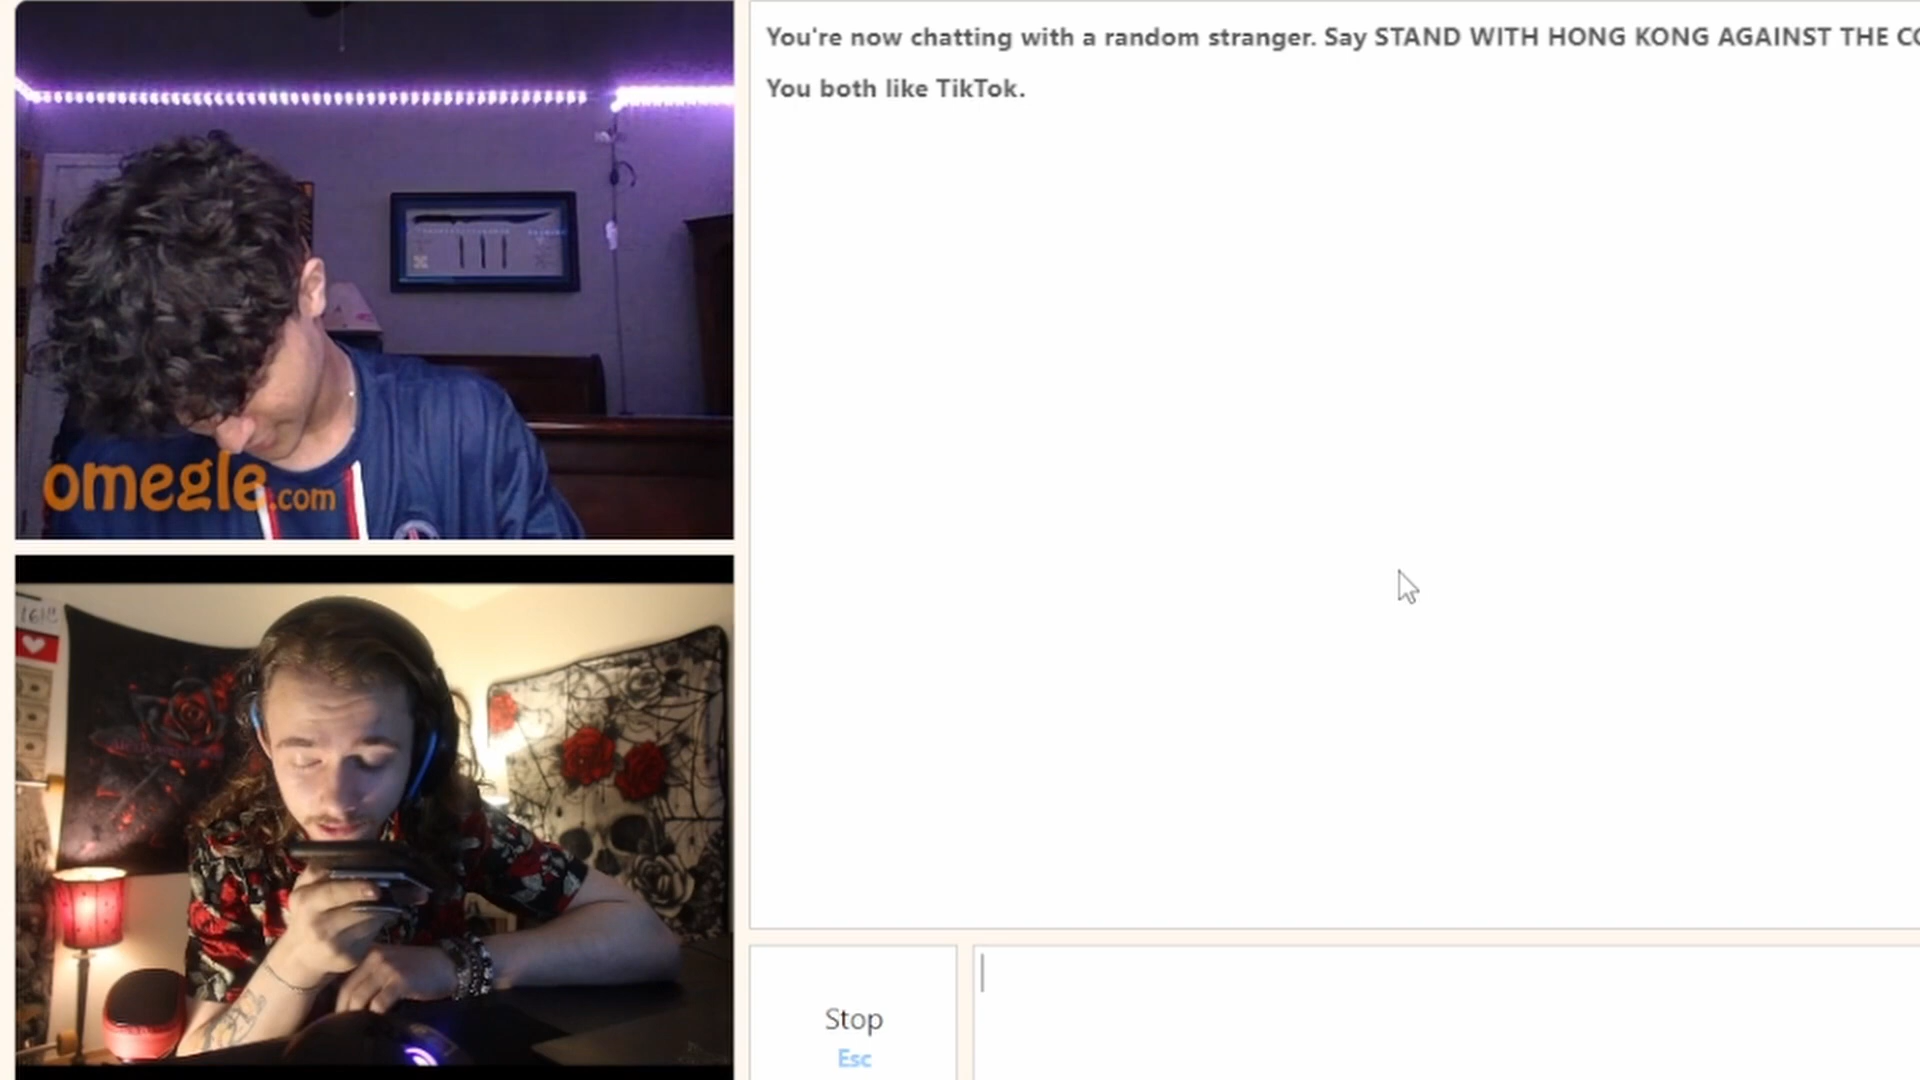 You're now chatting with a random stranger. Say STAND WITH HONG KONG AGAINST THE
You both like TikTok.
omegle.com
Stop
Esc